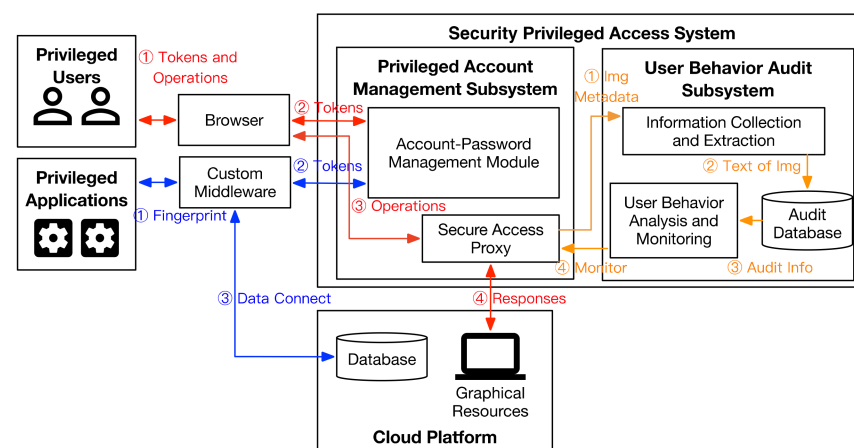 Security Privileged Access System
Privileged
Users
① Tokens and
Operations
Privileged Account
Management Subsystem
① Img
Metadata
User Behavior Audit
Subsystem
Browser
② Tokens
Account-Password
Management Module
Information Collection
and Extraction
Custom
Middleware
② Tokens
② Text of Img
Privileged
Applications
① Fingerprint
③ Operations
Secure Access
Proxy
User Behavior
Analysis and
Monitoring
Audit
Database
④ Monitor
③ Audit Info
③ Data Connect
④ Responses
Database
Graphical
Resources
Cloud Platform